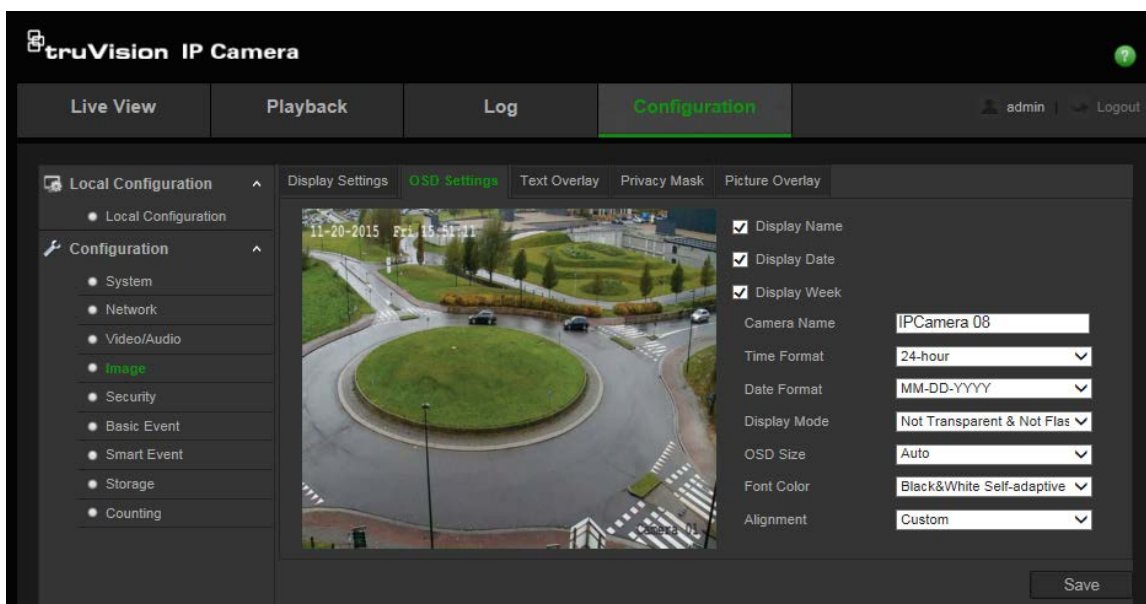 truVision IP Camera
?
Live View
Playback
Log
Configuration
admin
Logout
Local Configuration
Local Configuration
Configuration
System
Network
Video/Audio
Image
Security
Basic Event
Smart Event
Storage
Counting
Display Settings
OSD Settings
Text Overlay
Privacy Mask
Picture Overlay
11-20-2015 Fri 15:51:11
Camera 01
Display Name
Display Date
Display Week
Camera Name IPCamera 08
Time Format 24-hour
Date Format MM-DD-YYYY
Display Mode Not Transparent & Not Flas
OSD Size Auto
Font Color Black&White Self-adaptive
Alignment Custom
Save